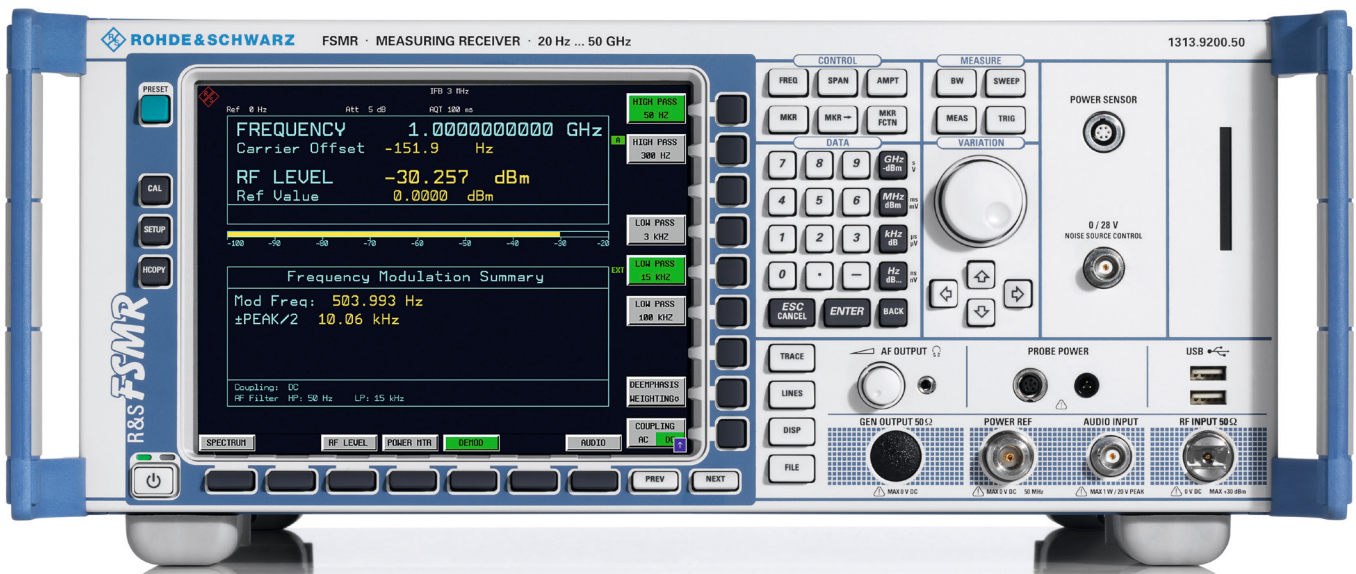 ROHDE&SCHWARZ FSMR · MEASURING RECEIVER · 20 Hz ... 50 GHz
1313.9200.50
PRESET
CAL
SETUP
HCOPY
R&S FSMR
IFB 3 MHz
Ref 0 Hz Att 5 dB AQT 100 ms
FREQUENCY 1.0000000000 GHz
Carrier Offset -151.9 Hz
RF LEVEL -30.257 dBm
Ref Value 0.0000 dBm
-100 -90 -80 -70 -60 -50 -40 -30 -20
Frequency Modulation Summary
Mod Freq: 503.993 Hz
±PEAK/2 10.06 kHz
Coupling: DC
AF Filter HP: 50 Hz LP: 15 kHz
A
EXT
HIGH PASS
50 HZ
HIGH PASS
300 HZ
LOW PASS
3 KHZ
LOW PASS
15 KHZ
LOW PASS
100 KHZ
DEEMPHASIS
WEIGHTING
COUPLING
AC DC
SPECTRUM RF LEVEL POWER MTR DEMOD AUDIO
PREV NEXT
CONTROL
FREQ SPAN AMPT
MKR MKR→ MKR
FCTN
MEASURE
BW SWEEP
MEAS TRIG
DATA
7 8 9 GHz
-dBm
s
V
4 5 6 MHz
dBm
ms
mV
1 2 3 kHz
dB
µs
µV
0 · — Hz
dB...
ns
nV
ESC
CANCEL
ENTER BACK
VARIATION
POWER SENSOR
0 / 28 V
NOISE SOURCE CONTROL
TRACE
LINES
DISP
FILE
AF OUTPUT
PROBE POWER
USB
GEN OUTPUT 50Ω
MAX 0 V DC
POWER REF
MAX 0 V DC 50 MHz
AUDIO INPUT
MAX 1 W / 20 V PEAK
RF INPUT 50Ω
0 V DC MAX +30 dBm